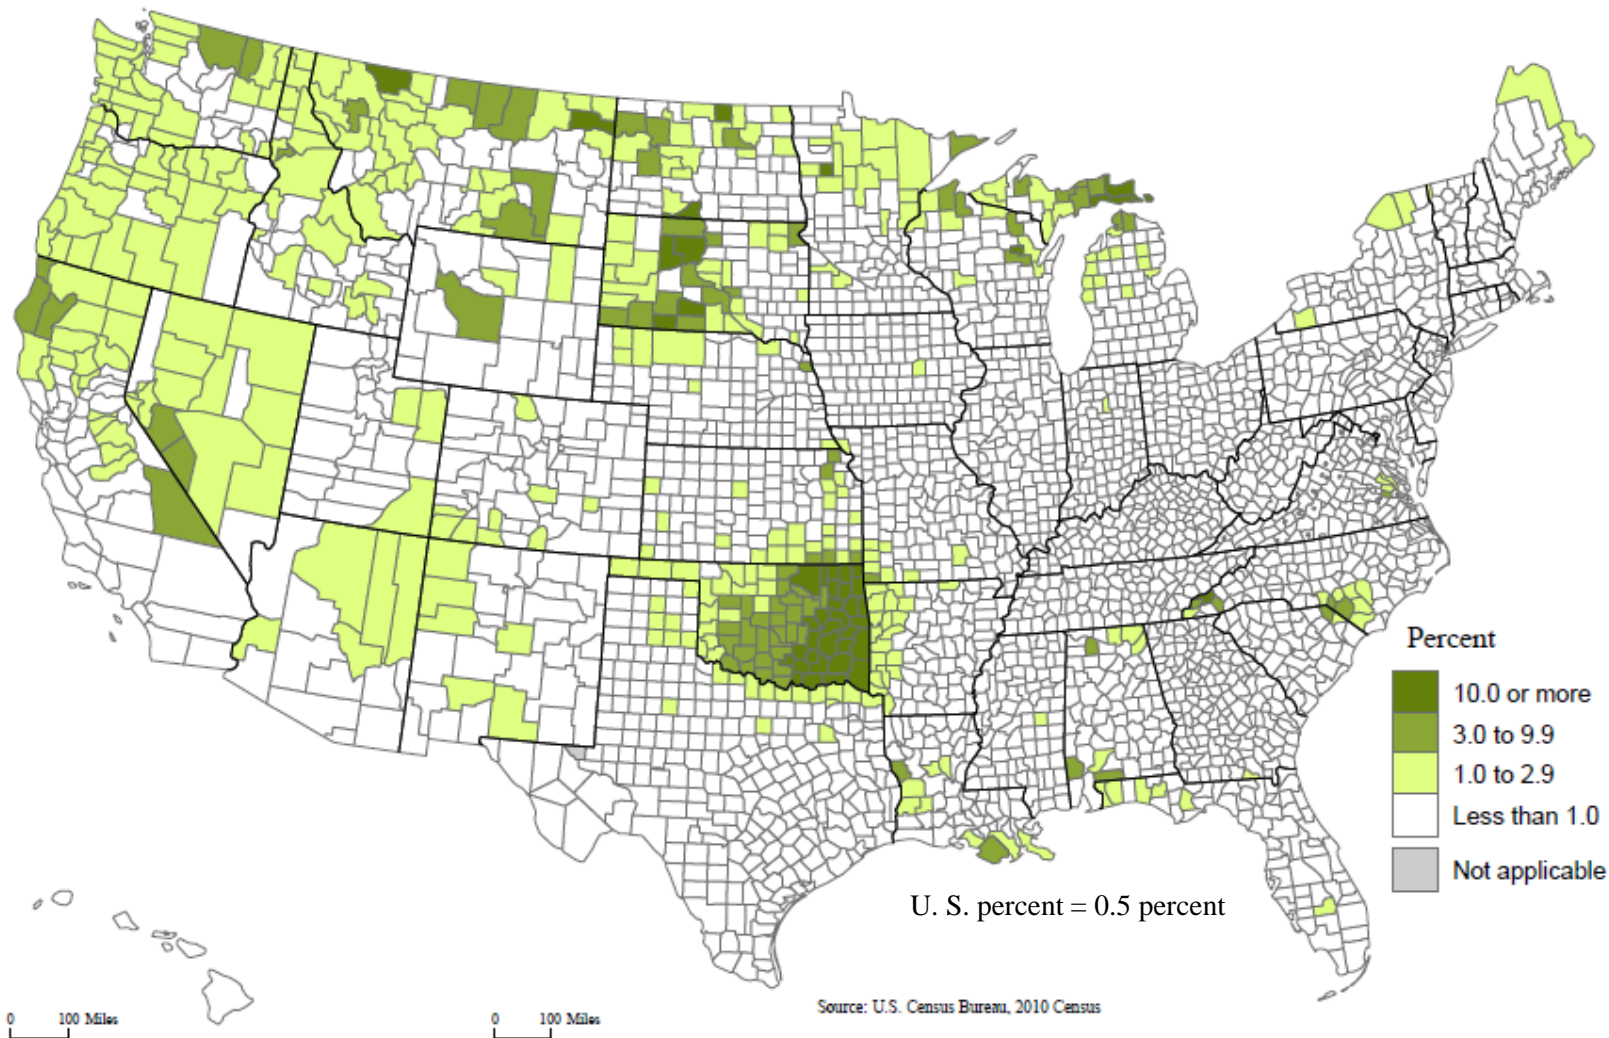 Percent
10.0 or more
3.0 to 9.9
1.0 to 2.9
Less than 1.0
Not applicable
U. S. percent = 0.5 percent
Source: U.S. Census Bureau, 2010 Census
0 100 Miles
0 100 Miles